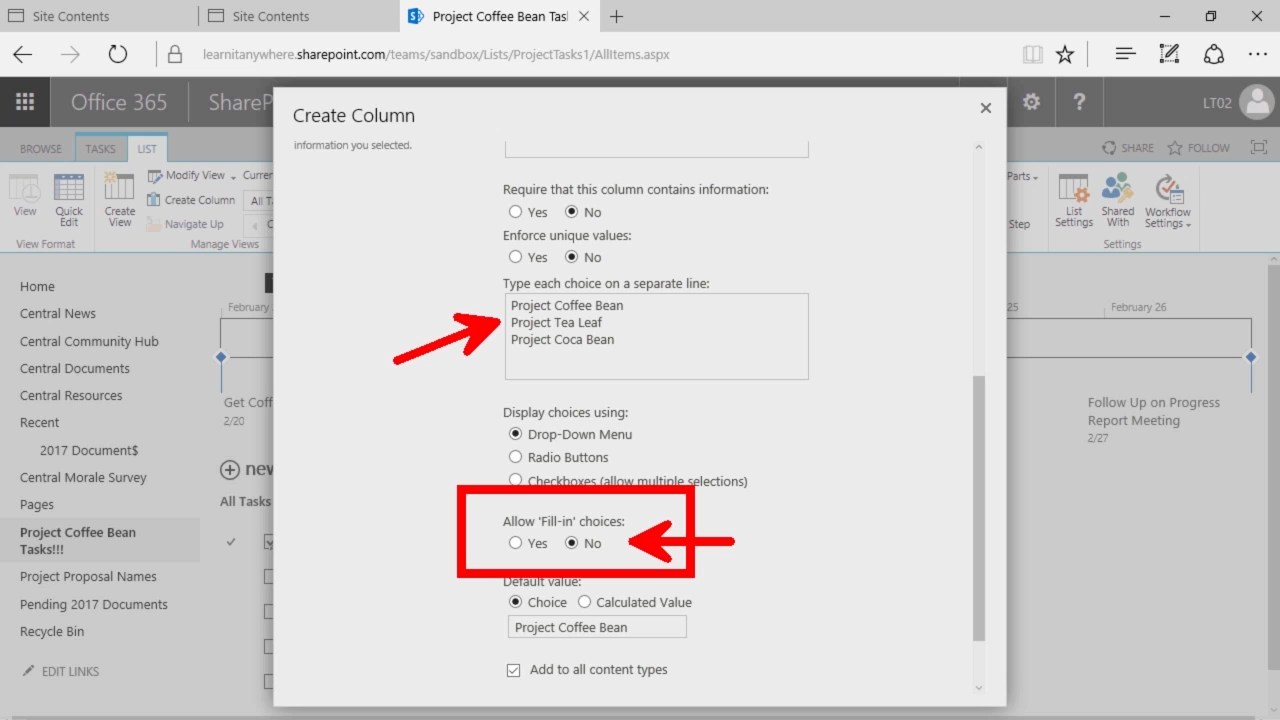 Site Contents
Site Contents
Project Coffee Bean Tas
learnitanywhere.sharepoint.com/teams/sandbox/Lists/ProjectTasks1/AllItems.aspx
Office 365
ShareP
LT02
BROWSE
TASKS
LIST
SHARE
FOLLOW
View
Quick Edit
View Format
Create View
Modify View
Create Column
Navigate Up
Curren
All Ta
Manage Views
Parts
Step
List Settings
Shared With
Workflow Settings
Settings
Home
Central News
Central Community Hub
Central Documents
Central Resources
Recent
2017 Document$
Central Morale Survey
Pages
Project Coffee Bean
Tasks!!!
Project Proposal Names
Pending 2017 Documents
Recycle Bin
EDIT LINKS
February
25
February 26
Get Coff
2/20
Follow Up on Progress
Report Meeting
2/27
new
All Tasks
Create Column
information you selected.
Require that this column contains information:
Yes No
Enforce unique values:
Yes No
Type each choice on a separate line:
Project Coffee Bean
Project Tea Leaf
Project Coca Bean
Display choices using:
Drop-Down Menu
Radio Buttons
Checkboxes (allow multiple selections)
Allow 'Fill-in' choices:
Yes No
Default value:
Choice Calculated Value
Project Coffee Bean
Add to all content types